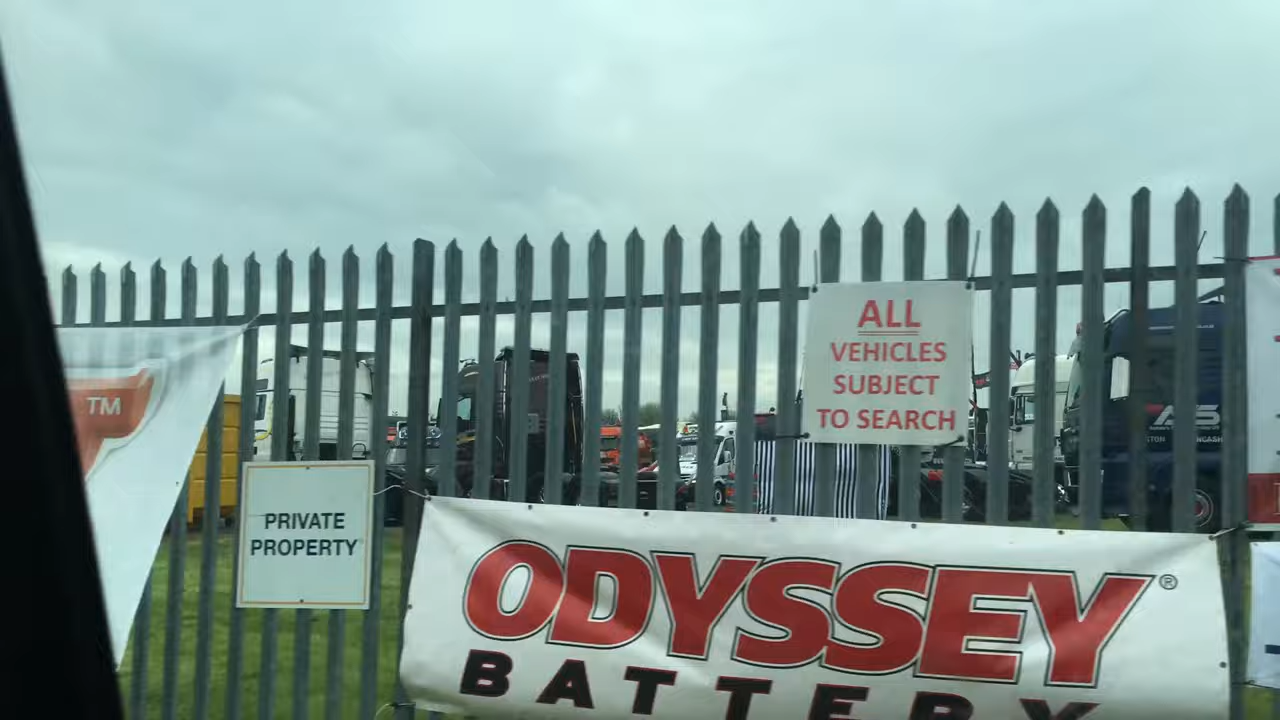 TM
PRIVATE
PROPERTY
ALL
VEHICLES
SUBJECT
TO SEARCH
ODYSSEY®
BATTERY